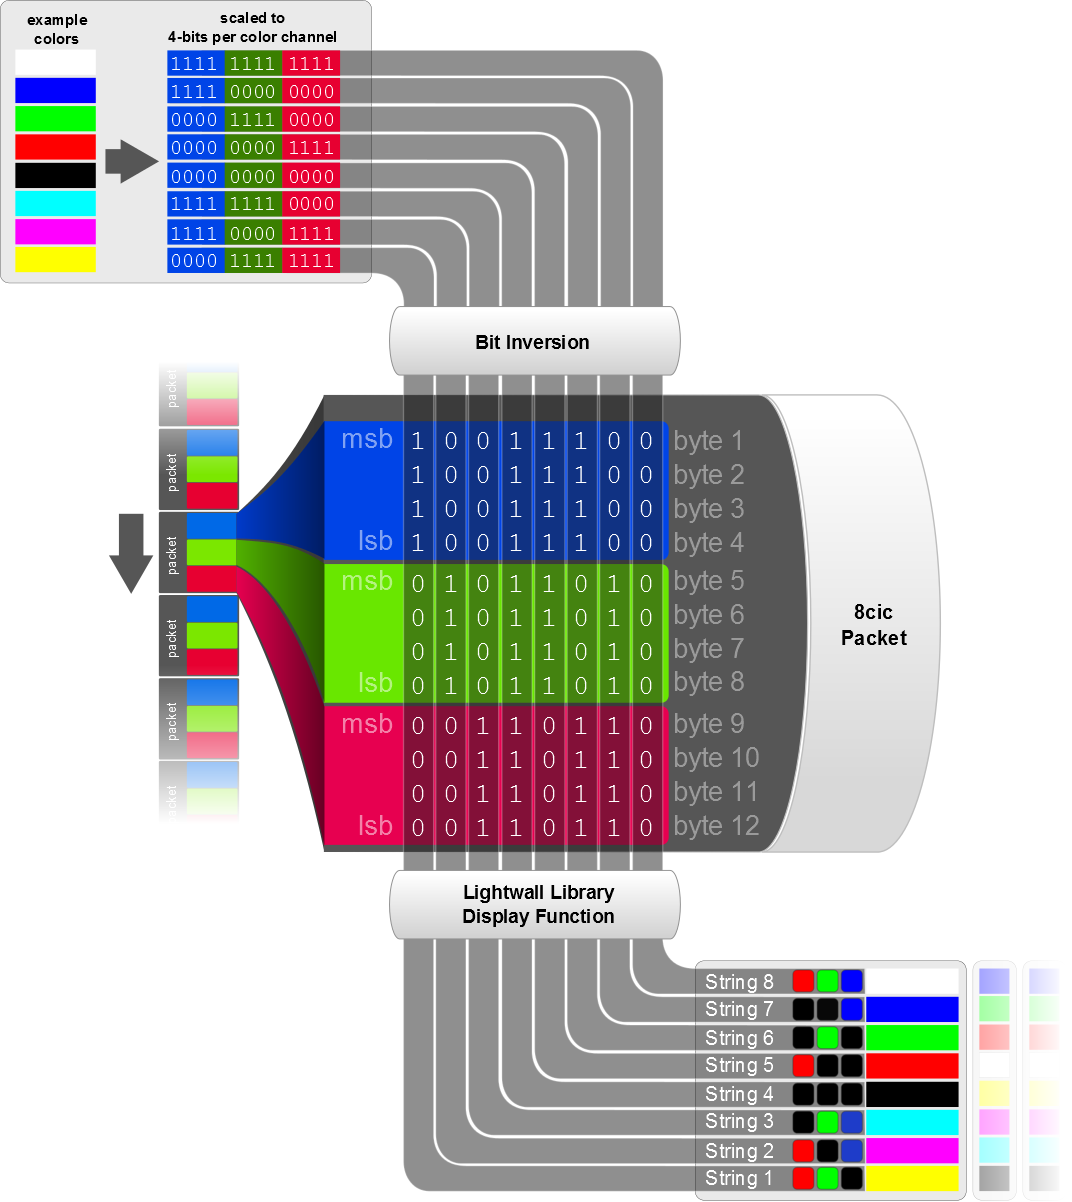 example
colors
scaled to
4-bits per color channel
1111 1111 1111
1111 0000 0000
0000 1111 0000
0000 0000 1111
0000 0000 0000
1111 1111 0000
1111 0000 1111
0000 1111 1111
Bit Inversion
packet
packet
packet
packet
packet
msb 1 0 0 1 1 1 0 0 byte 1
1 0 0 1 1 1 0 0 byte 2
1 0 0 1 1 1 0 0 byte 3
lsb 1 0 0 1 1 1 0 0 byte 4
msb 0 1 0 1 1 0 1 0 byte 5
0 1 0 1 1 0 1 0 byte 6
0 1 0 1 1 0 1 0 byte 7
lsb 0 1 0 1 1 0 1 0 byte 8
msb 0 0 1 1 0 1 1 0 byte 9
0 0 1 1 0 1 1 0 byte 10
0 0 1 1 0 1 1 0 byte 11
lsb 0 0 1 1 0 1 1 0 byte 12
8cic
Packet
Lightwall Library
Display Function
String 8
String 7
String 6
String 5
String 4
String 3
String 2
String 1